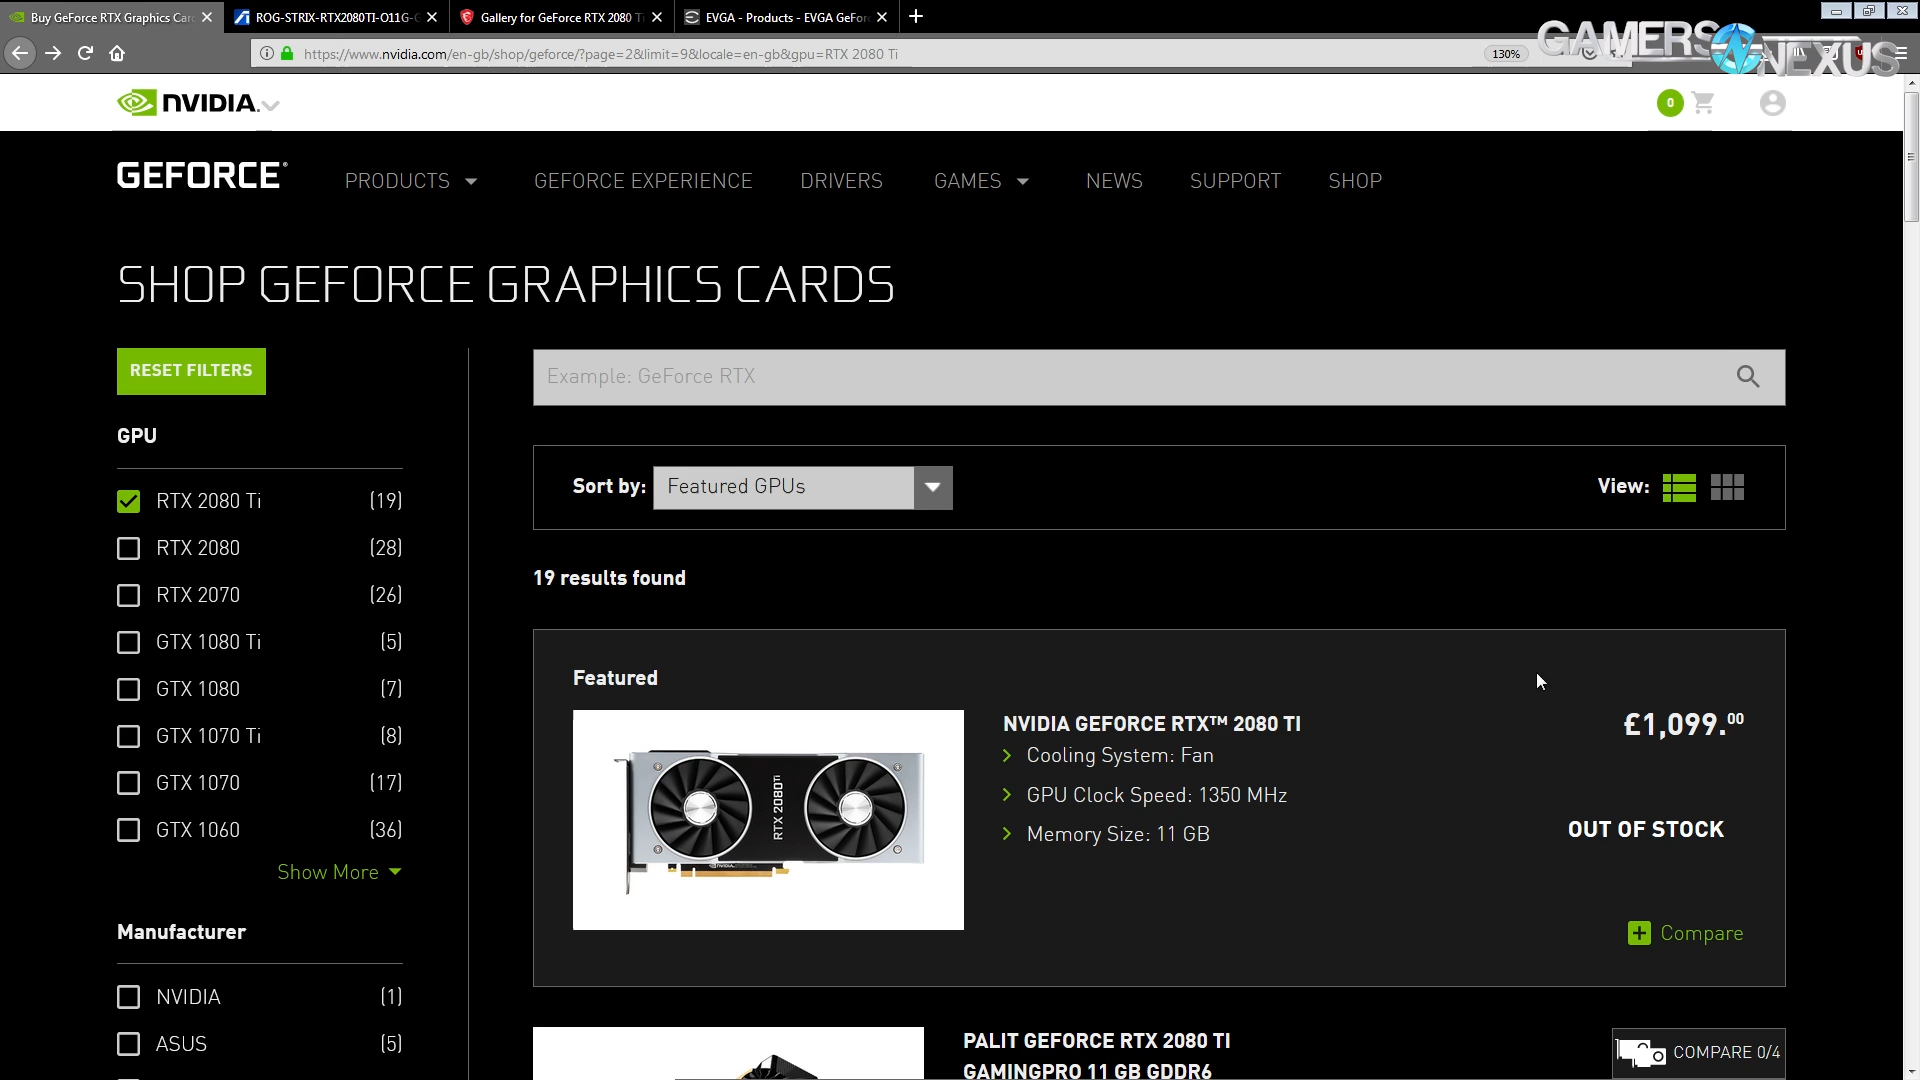 Buy GeForce RTX Graphics Car
ROG-STRIX-RTX2080TI-O11G-G
Gallery for GeForce RTX 2080 T
EVGA - Products - EVGA GeFor
https://www.nvidia.com/en-gb/shop/geforce/?page=2&limit=9&locale=en-gb&gpu=RTX 2080 Ti
130%
GAMERS NEXUS
NVIDIA.
0
GEFORCE®
PRODUCTS
GEFORCE EXPERIENCE
DRIVERS
GAMES
NEWS
SUPPORT
SHOP
SHOP GEFORCE GRAPHICS CARDS
RESET FILTERS
GPU
RTX 2080 Ti (19)
RTX 2080 (28)
RTX 2070 (26)
GTX 1080 Ti (5)
GTX 1080 (7)
GTX 1070 Ti (8)
GTX 1070 (17)
GTX 1060 (36)
Show More
Manufacturer
NVIDIA (1)
ASUS (5)
Example: GeForce RTX
Sort by: Featured GPUs
View:
19 results found
Featured
RTX 2080TI
NVIDIA GEFORCE RTX™ 2080 TI
Cooling System: Fan
GPU Clock Speed: 1350 MHz
Memory Size: 11 GB
£1,099.00
OUT OF STOCK
Compare
PALIT GEFORCE RTX 2080 TI
GAMINGPRO 11 GB GDDR6
COMPARE 0/4